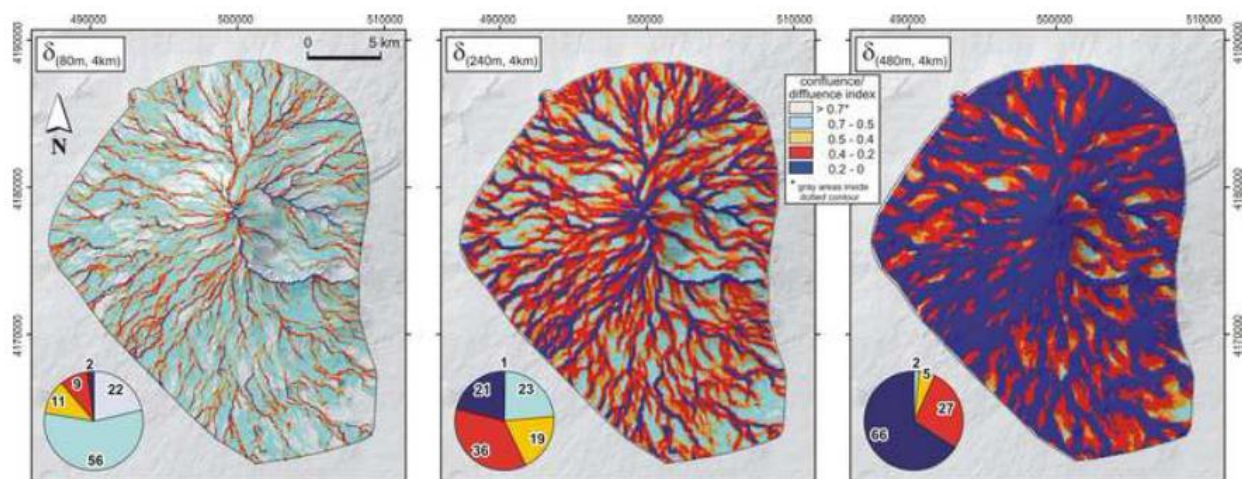 490000 500000 510000
490000 500000 510000
490000 500000 510000
4190000
4180000
4170000
δ(80m, 4km)
0 5 km
N
2
9
11
22
56
δ(240m, 4km)
1
21
23
36
19
confluence/
diffluence index
> 0.7*
0.7 - 0.5
0.5 - 0.4
0.4 - 0.2
0.2 - 0
* gray areas inside
dotted contour
δ(480m, 4km)
2
5
27
66
4190000
4180000
4170000